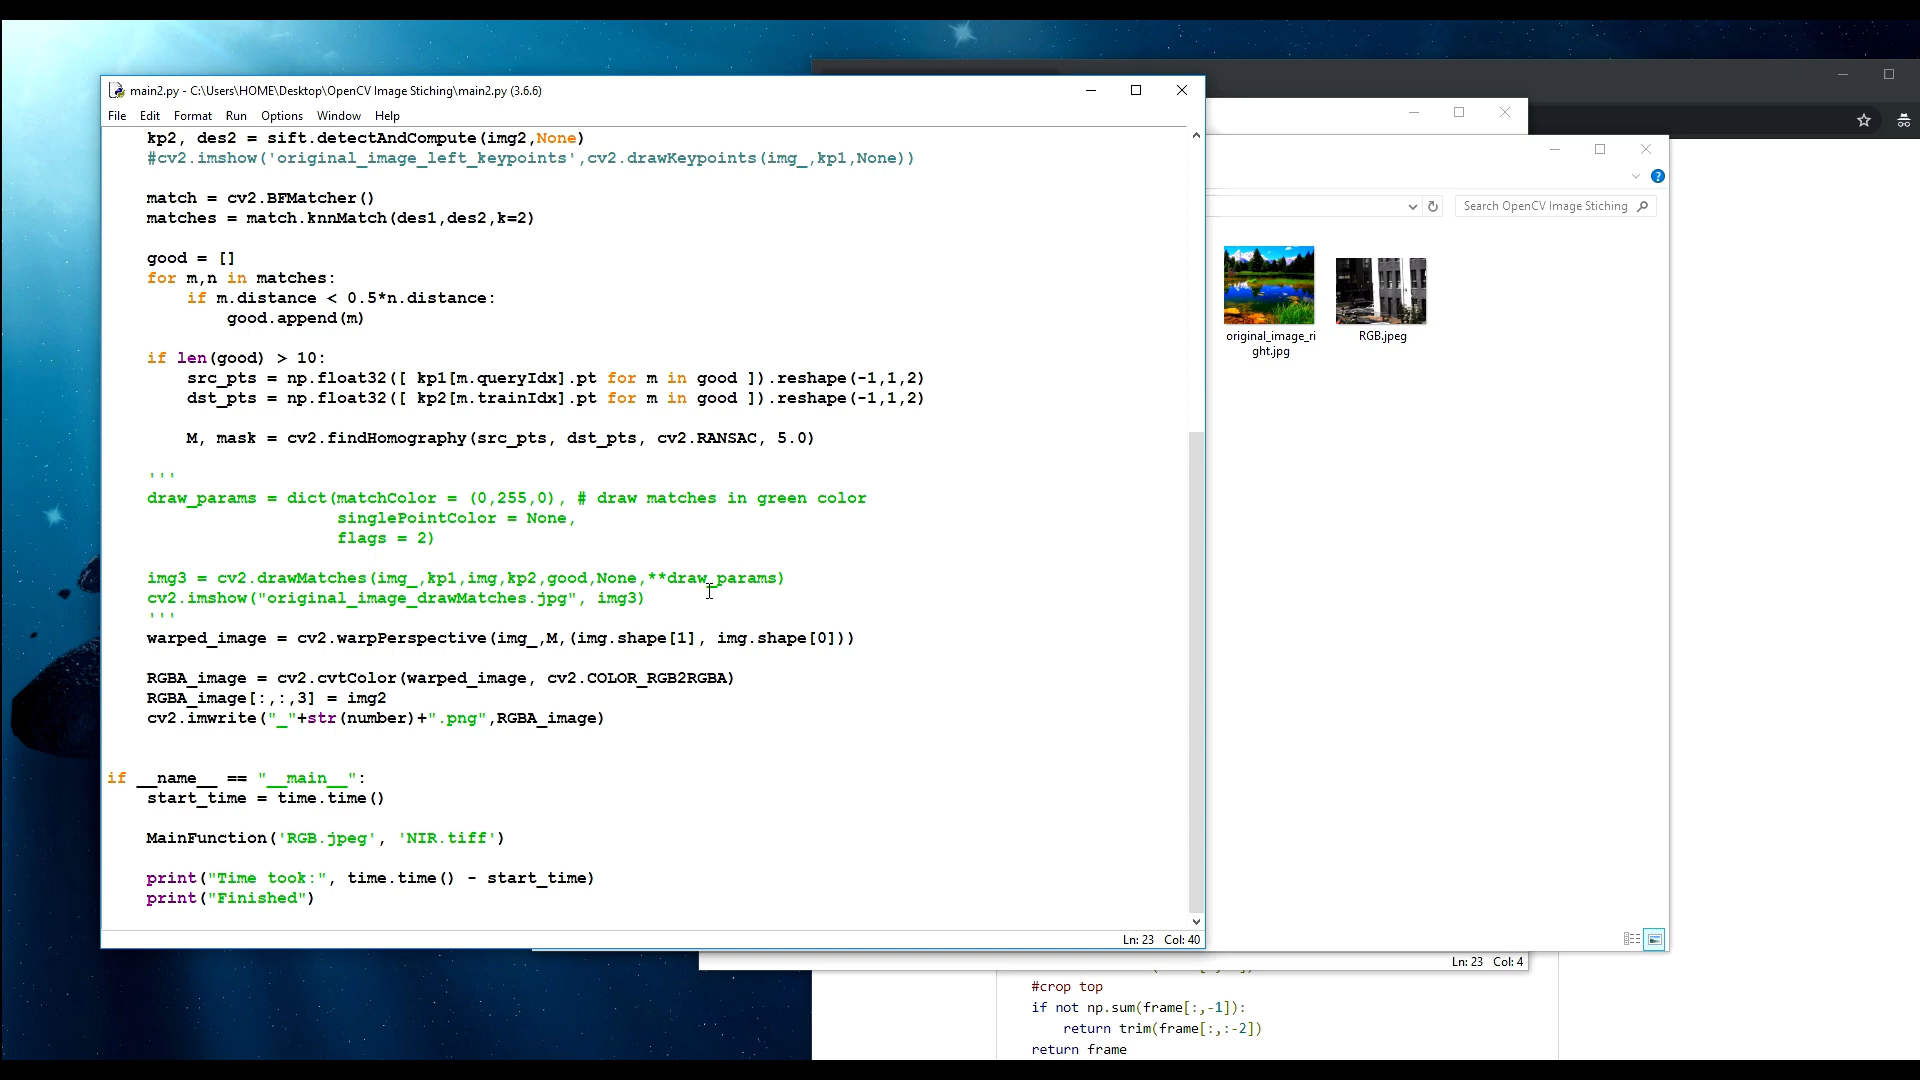 main2.py - C:\Users\HOME\Desktop\OpenCV Image Stiching\main2.py (3.6.6)
File Edit Format Run Options Window Help
kp2, des2 = sift.detectAndCompute(img2,None)
#cv2.imshow('original_image_left_keypoints',cv2.drawKeypoints(img_,kp1,None))
match = cv2.BFMatcher()
matches = match.knnMatch(des1,des2,k=2)
good = []
for m,n in matches:
if m.distance < 0.5*n.distance:
good.append(m)
if len(good) > 10:
src_pts = np.float32([ kp1[m.queryIdx].pt for m in good ]).reshape(-1,1,2)
dst_pts = np.float32([ kp2[m.trainIdx].pt for m in good ]).reshape(-1,1,2)
M, mask = cv2.findHomography(src_pts, dst_pts, cv2.RANSAC, 5.0)
'''
draw_params = dict(matchColor = (0,255,0), # draw matches in green color
singlePointColor = None,
flags = 2)
img3 = cv2.drawMatches(img_,kp1,img,kp2,good,None,**draw_params)
cv2.imshow("original_image_drawMatches.jpg", img3)
'''
warped_image = cv2.warpPerspective(img_,M,(img.shape[1], img.shape[0]))
RGBA_image = cv2.cvtColor(warped_image, cv2.COLOR_RGB2RGBA)
RGBA_image[:,:,3] = img2
cv2.imwrite("_"+str(number)+".png",RGBA_image)
if __name__ == "__main__":
start_time = time.time()
MainFunction('RGB.jpeg', 'NIR.tiff')
print("Time took:", time.time() - start_time)
print("Finished")
Ln: 23 Col: 40
Search OpenCV Image Stiching
original_image_ri
ght.jpg
RGB.jpeg
Ln: 23 Col: 4
#crop top
if not np.sum(frame[:,-1]):
return trim(frame[:,:-2])
return frame